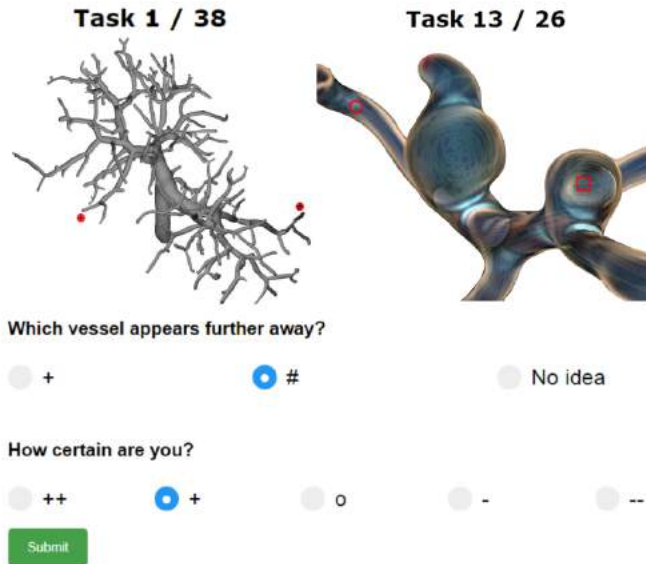 Task 1 / 38
Task 13 / 26
Which vessel appears further away?
+ # No idea
How certain are you?
++ + o - --
Submit